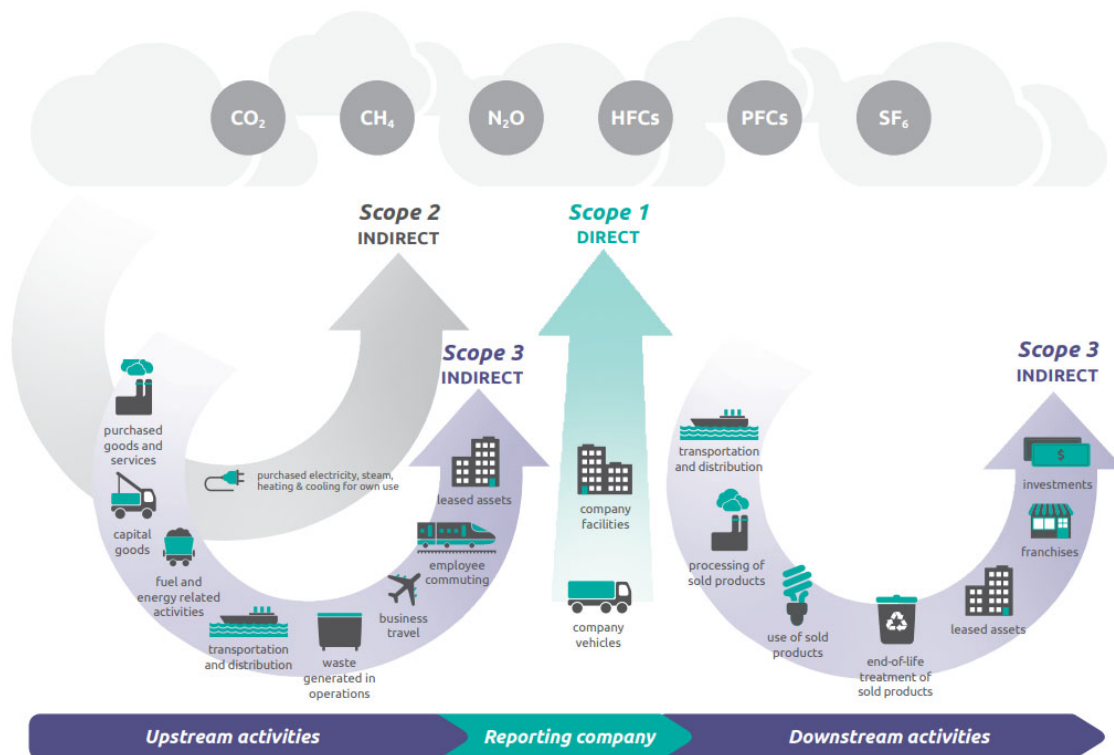 CO₂
CH₄
N₂O
HFCs
PFCs
SF₆
Scope 2
INDIRECT
Scope 1
DIRECT
Scope 3
INDIRECT
Scope 3
INDIRECT
purchased
goods and
services
capital
goods
fuel and
energy related
activities
transportation
and distribution
waste
generated in
operations
business
travel
employee
commuting
leased assets
purchased electricity, steam,
heating & cooling for own use
company
facilities
company
vehicles
transportation
and distribution
processing of
sold products
use of sold
products
end-of-life
treatment of
sold products
leased assets
franchises
$
investments
Upstream activities
Reporting company
Downstream activities